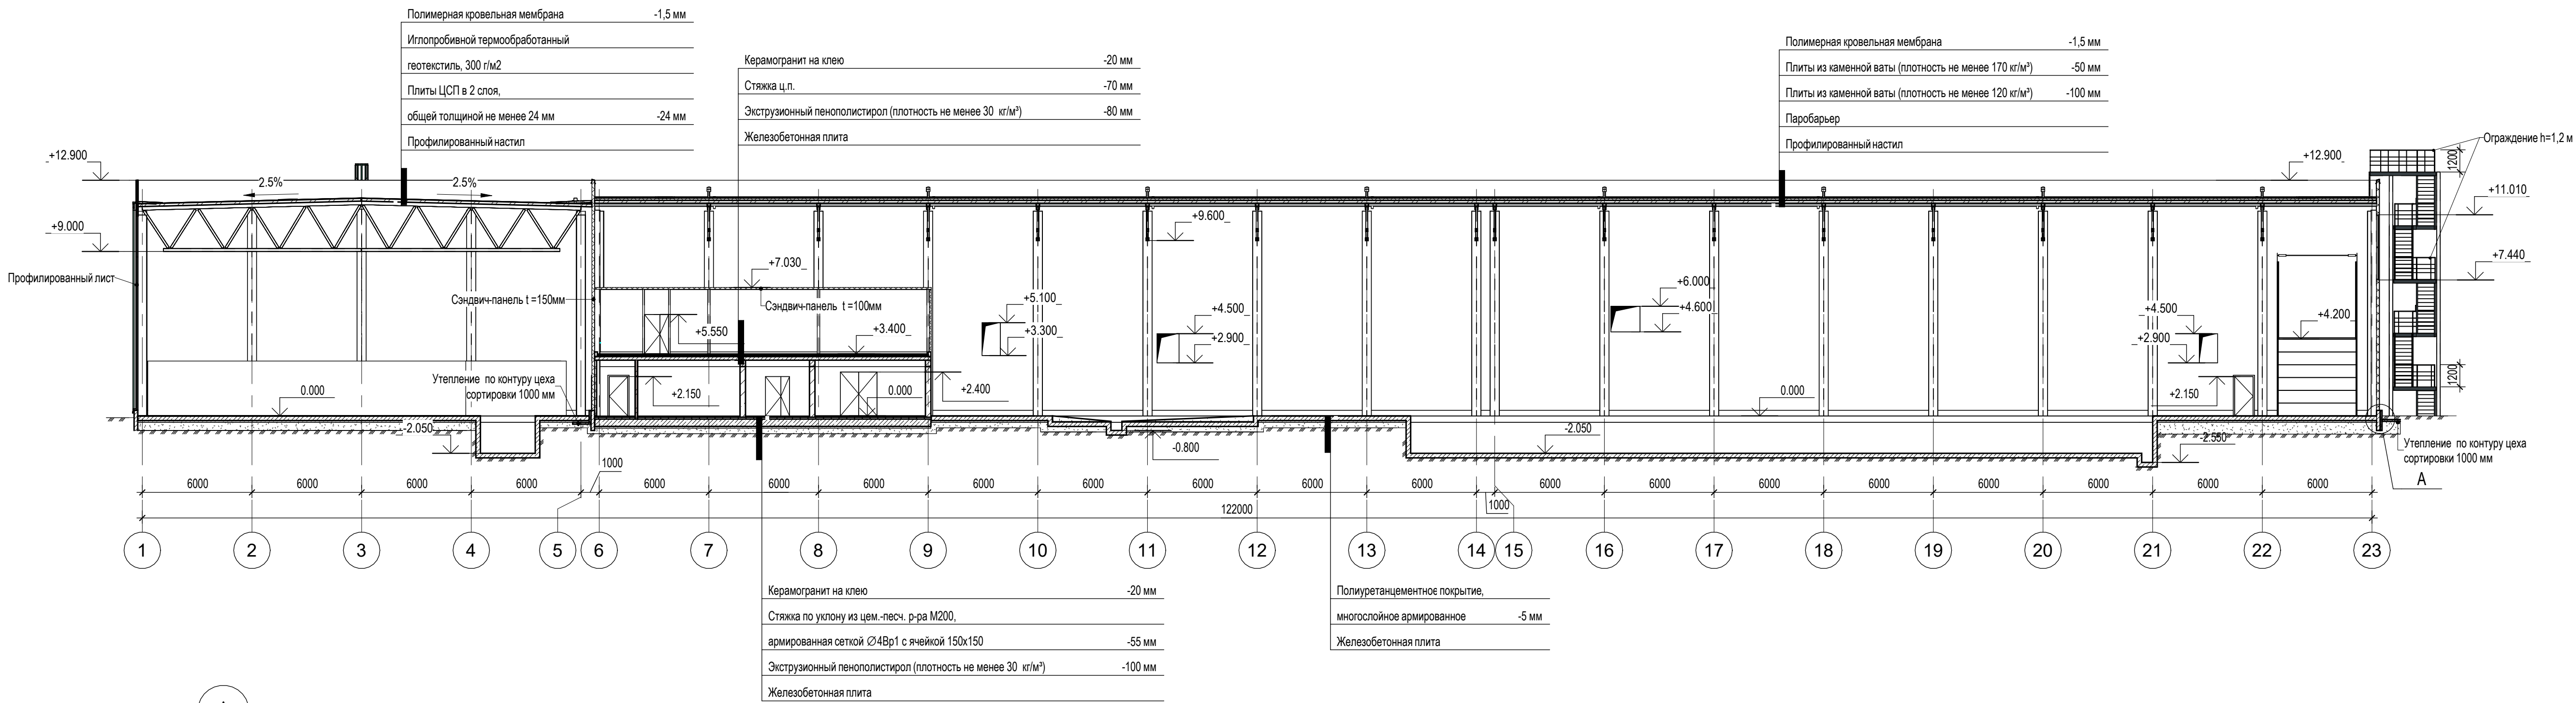 Полимерная кровельная мембрана -1,5 мм
Иглопробивной термообработанный
геотекстиль, 300 г/м2
Плиты ЦСП в 2 слоя,
общей толщиной не менее 24 мм -24 мм
Профилированный настил
Керамогранит на клею -20 мм
Стяжка ц.п. -70 мм
Экструзионный пенополистирол (плотность не менее 30 кг/м³) -80 мм
Железобетонная плита
Полимерная кровельная мембрана -1,5 мм
Плиты из каменной ваты (плотность не менее 170 кг/м³) -50 мм
Плиты из каменной ваты (плотность не менее 120 кг/м³) -100 мм
Паробарьер
Профилированный настил
Ограждение h=1,2 м
1200
+12.900
2.5%
2.5%
+12.900
+11.010
+9.000
+9.600
+7.440
+7.030
Профилированный лист
Сэндвич-панель t =150мм
Сэндвич-панель t =100мм
+5.550
+3.400
+5.100
+3.300
+4.500
+2.900
+6.000
+4.600
+4.500
+2.900
+4.200
1200
Утепление по контуру цеха
сортировки 1000 мм
0.000
+2.150
+2.400
0.000
0.000
+2.150
-2.050
-0.800
-2.050
-2.550
Утепление по контуру цеха
сортировки 1000 мм
А
6000 6000 6000 6000 1000 6000 6000 6000 6000 6000 6000 6000 6000 1000 6000 6000 6000 6000 6000 6000 6000 6000
122000
1 2 3 4 5 6 7 8 9 10 11 12 13 14 15 16 17 18 19 20 21 22 23
Керамогранит на клею -20 мм
Стяжка по уклону из цем.-песч. р-ра М200,
армированная сеткой ∅4Вр1 с ячейкой 150х150 -55 мм
Экструзионный пенополистирол (плотность не менее 30 кг/м³) -100 мм
Железобетонная плита
Полиуретанцементное покрытие,
многослойное армированное -5 мм
Железобетонная плита